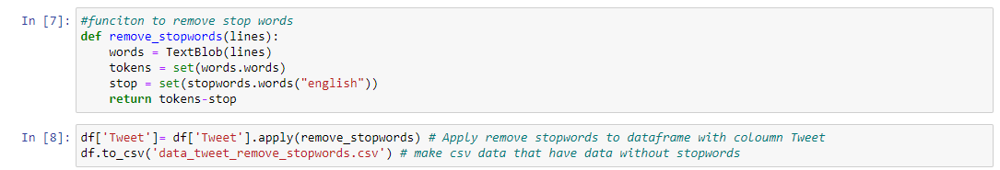 In [7]: #funciton to remove stop words
def remove_stopwords(lines):
    words = TextBlob(lines)
    tokens = set(words.words)
    stop = set(stopwords.words("english"))
    return tokens-stop
In [8]: df['Tweet']= df['Tweet'].apply(remove_stopwords) # Apply remove stopwords to dataframe with coloumn Tweet
df.to_csv('data_tweet_remove_stopwords.csv') # make csv data that have data without stopwords